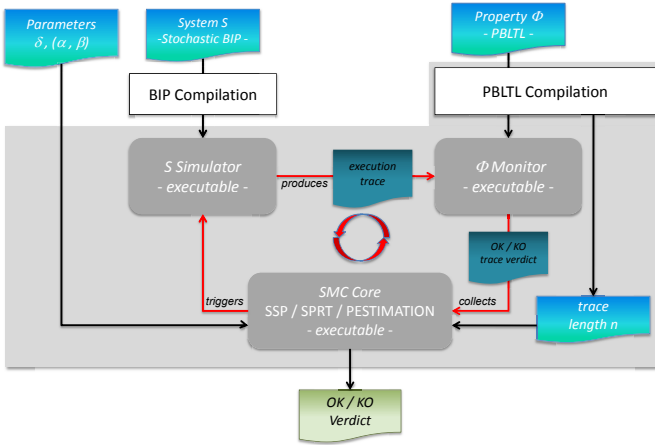 Parameters
δ, (α, β)
System S
-Stochastic BIP -
Property Φ
- PBLTL -
BIP Compilation
PBLTL Compilation
S Simulator
- executable -
produces
execution
trace
Φ Monitor
- executable -
OK / KO
trace verdict
triggers
SMC Core
SSP / SPRT / PESTIMATION
- executable -
collects
trace
length n
OK / KO
Verdict